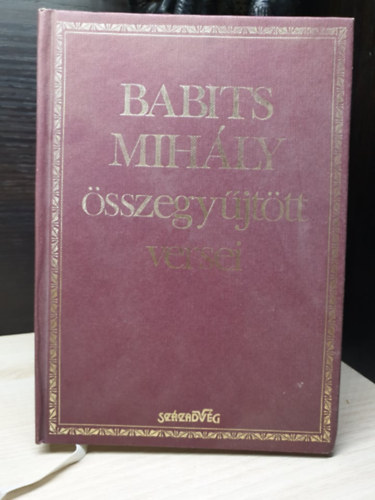 BABITS
MIHÁLY
összegyűjtött
versei
SZÁZADVÉG